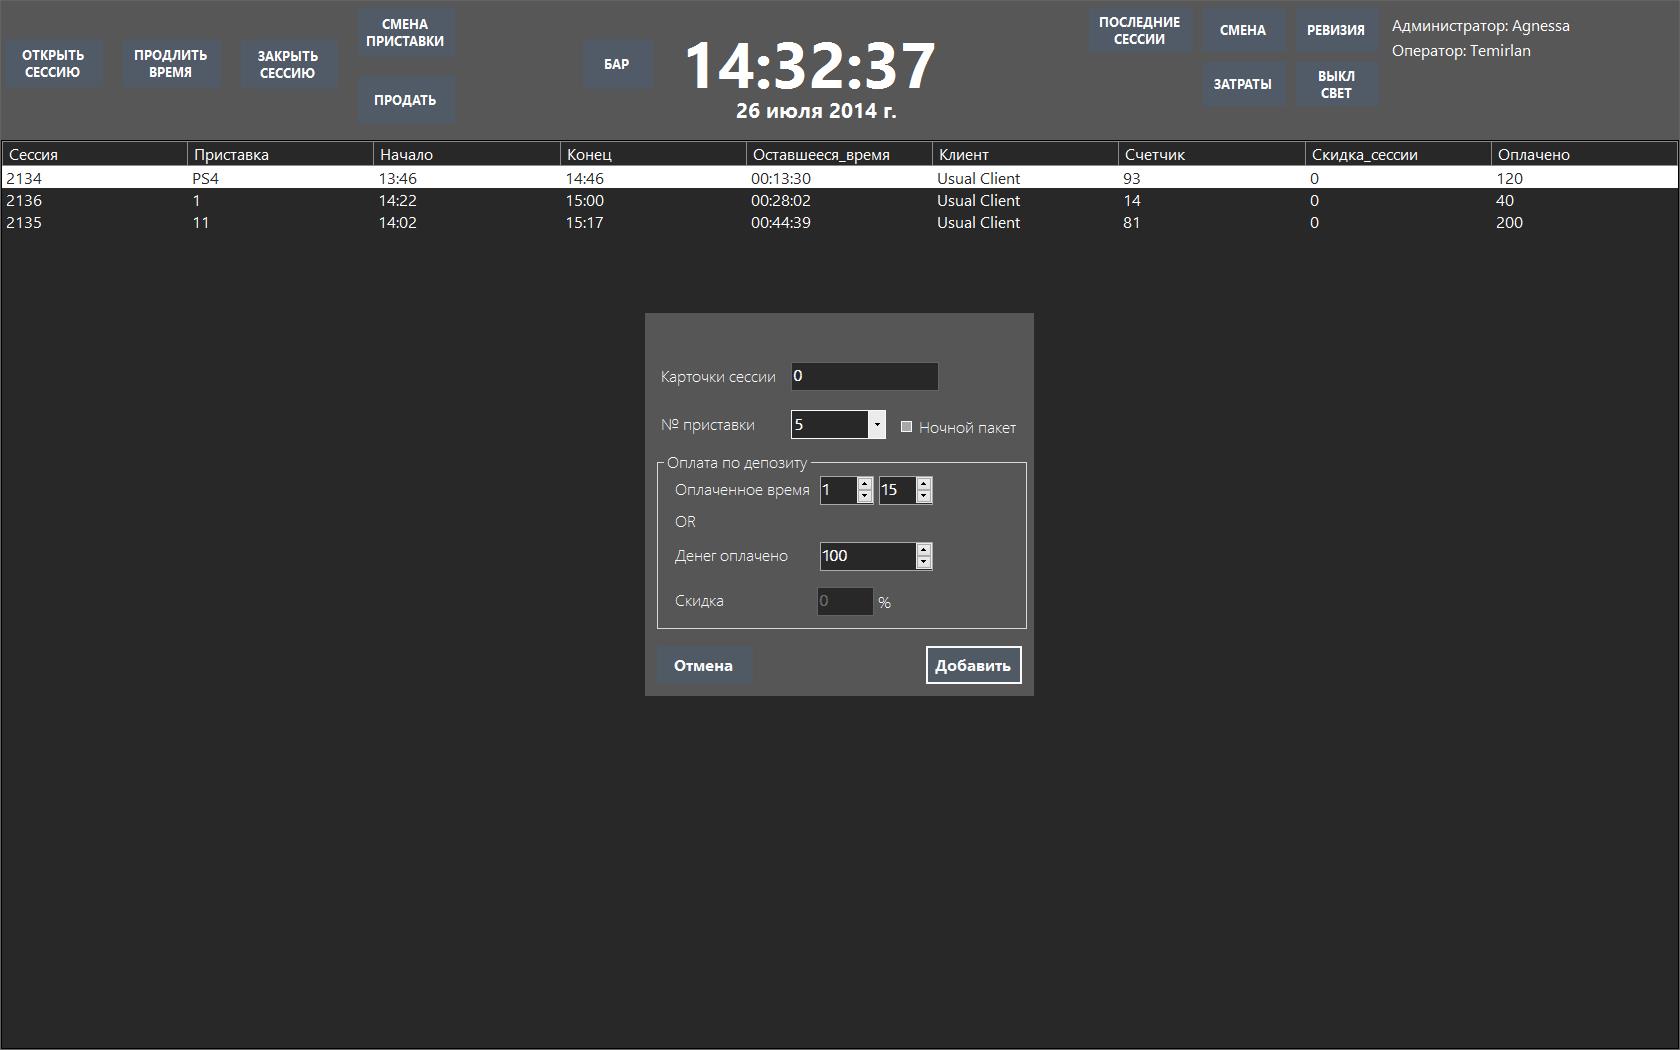 ОТКРЫТЬ
СЕССИЮ
ПРОДЛИТЬ
ВРЕМЯ
ЗАКРЫТЬ
СЕССИЮ
СМЕНА
ПРИСТАВКИ
ПРОДАТЬ
БАР
14:32:37
26 июля 2014 г.
ПОСЛЕДНИЕ
СЕССИИ
СМЕНА
РЕВИЗИЯ
ЗАТРАТЫ
ВЫКЛ
СВЕТ
Администратор: Agnessa
Оператор: Temirlan
Сессия Приставка Начало Конец Оставшееся_время Клиент Счетчик Скидка_сессии Оплачено
2134 PS4 13:46 14:46 00:13:30 Usual Client 93 0 120
2136 1 14:22 15:00 00:28:02 Usual Client 14 0 40
2135 11 14:02 15:17 00:44:39 Usual Client 81 0 200
Карточки сессии 0
№ приставки 5 Ночной пакет
Оплата по депозиту
Оплаченное время 1 15
OR
Денег оплачено 100
Скидка 0 %
Отмена Добавить